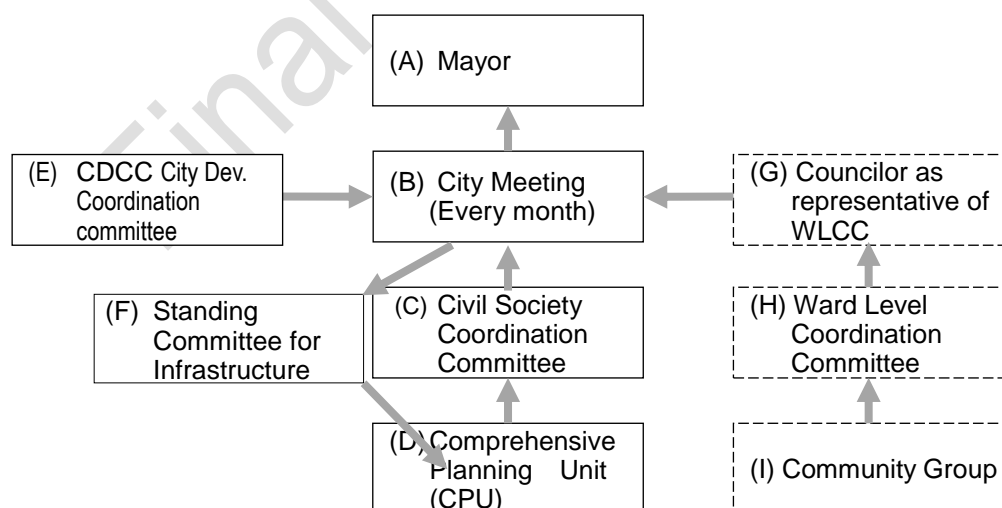 Final
(A) Mayor
(E) CDCC City Dev.
Coordination
committee
(B) City Meeting
(Every month)
(G) Councilor as
representative of
WLCC
(F) Standing
Committee for
Infrastructure
(C) Civil Society
Coordination
Committee
(H) Ward Level
Coordination
Committee
(D) Comprehensive
Planning Unit
(CPU)
(I) Community Group